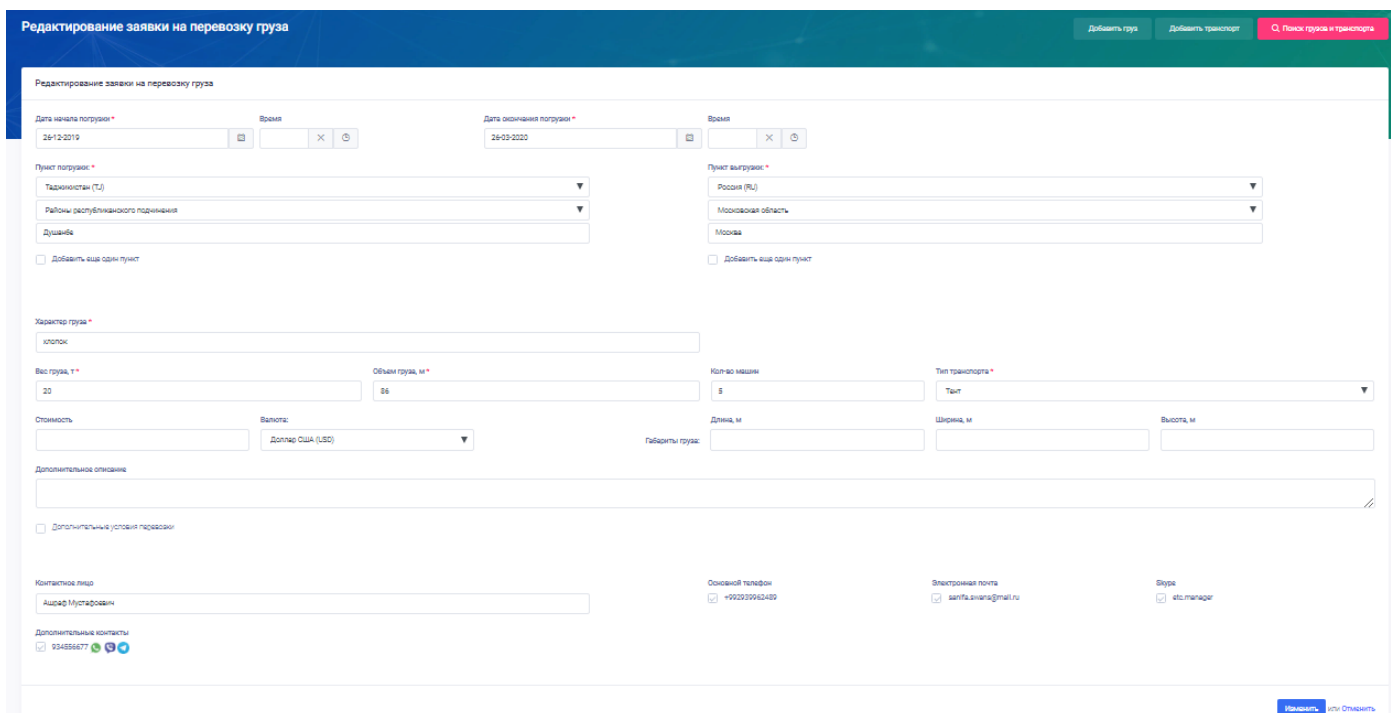 Редактирование заявки на перевозку груза
Добавить груз Добавить транспорт Поиск грузов и транспорта
Редактирование заявки на перевозку груза
Дата начала погрузки * Время Дата окончания погрузки * Время
26-12-2019 26-03-2020
Пункт погрузки: * Пункт выгрузки: *
Таджикистан (TJ) Россия (RU)
Районы республиканского подчинения Московская область
Душанбе Москва
Добавить еще один пункт Добавить еще один пункт
Характер груза *
хлопок
Вес груза, т * Объем груза, м * Кол-во машин Тип транспорта *
20 86 5 Тент
Стоимость Валюта: Длина, м Ширина, м Высота, м
Доллар США (USD) Габариты груза:
Дополнительное описание
Дополнительные условия перевозки
Контактное лицо Основной телефон Электронная почта Skype
Ашраф Мустафоевич +992939962489 sanifa.swans@mail.ru etc.manager
Дополнительные контакты
934556677
Изменить или Отменить